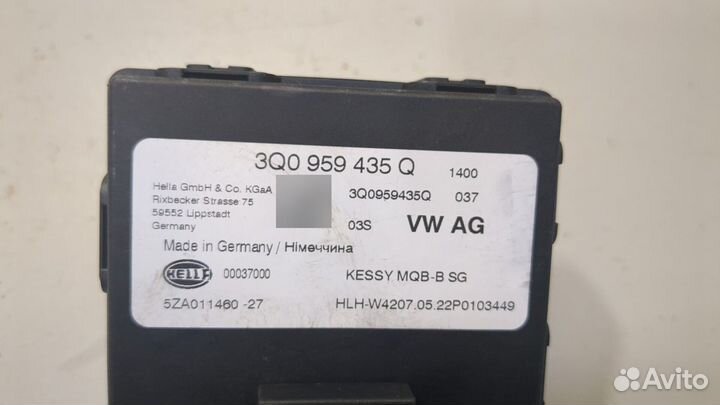 3Q0 959 435 Q 1400
Hella GmbH & Co. KGaA
Rixbecker Strasse 75
59552 Lippstadt
Germany
3Q0959435Q 037
03S VW AG
Made in Germany / Німеччина
HELLA 00037000 KESSY MQB-B SG
5ZA011460 -27 HLH-W4207.05.22P0103449
Avito